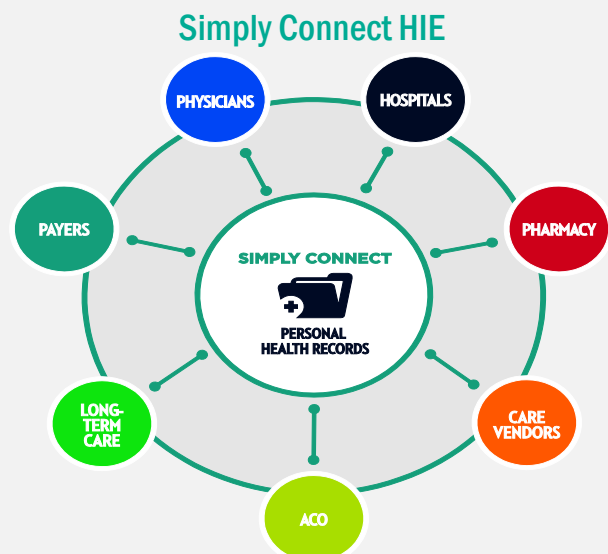 Simply Connect HIE
PHYSICIANS
HOSPITALS
PAYERS
PHARMACY
SIMPLY CONNECT
PERSONAL
HEALTH RECORDS
LONG-
TERM
CARE
CARE
VENDORS
ACO